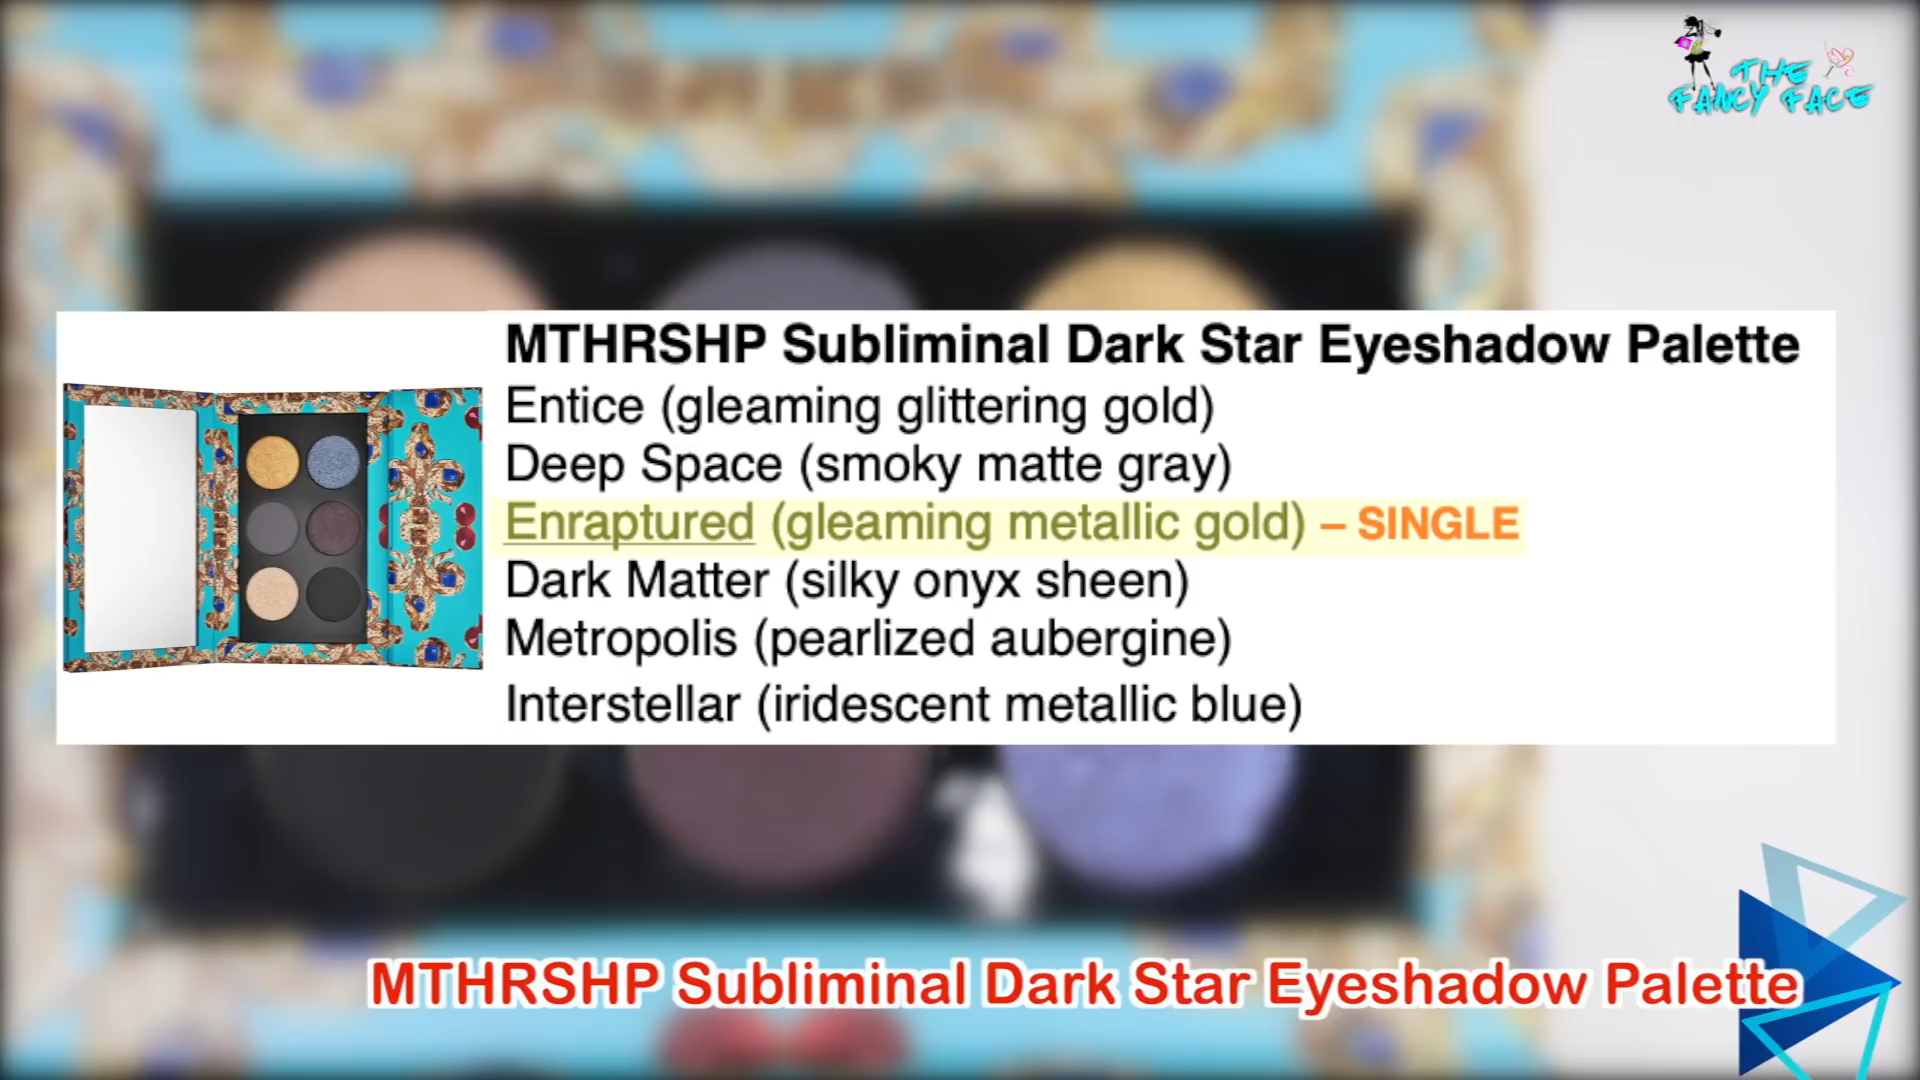 THE
FANCY FACE
MTHRSHP Subliminal Dark Star Eyeshadow Palette
Entice (gleaming glittering gold)
Deep Space (smoky matte gray)
Enraptured (gleaming metallic gold) – SINGLE
Dark Matter (silky onyx sheen)
Metropolis (pearlized aubergine)
Interstellar (iridescent metallic blue)
MTHRSHP Subliminal Dark Star Eyeshadow Palette